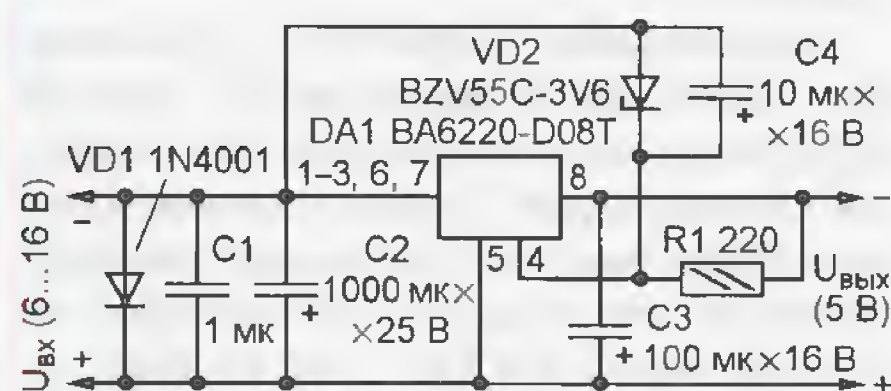 VD2
BZV55C-3V6
C4
10 мк×
×16 В
DA1 BA6220-D08T
VD1 1N4001
1–3, 6, 7
8
5
4
R1 220
C1
1 мк
C2
1000 мк×
×25 В
C3
100 мк×16 В
Uвх (6...16 В)
Uвых
(5 В)
−
+
+
+
+
+
−
+